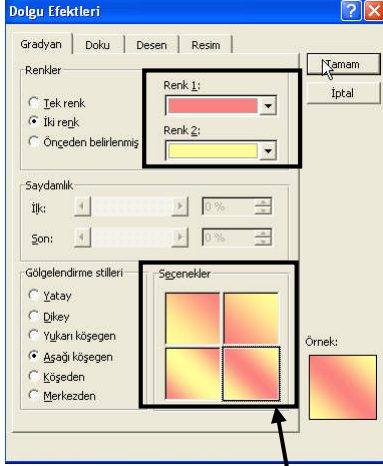 Dolgu Efektleri
Gradyan Doku Desen Resim
Tamam
İptal
Renkler
Tek renk
İki renk
Önceden belirlenmiş
Renk 1:
Renk 2:
Saydamlık
İlk: 0 %
Son: 0 %
Gölgelendirme stilleri
Yatay
Dikey
Yukarı köşegen
Aşağı köşegen
Köşeden
Merkezden
Seçenekler
Örnek: